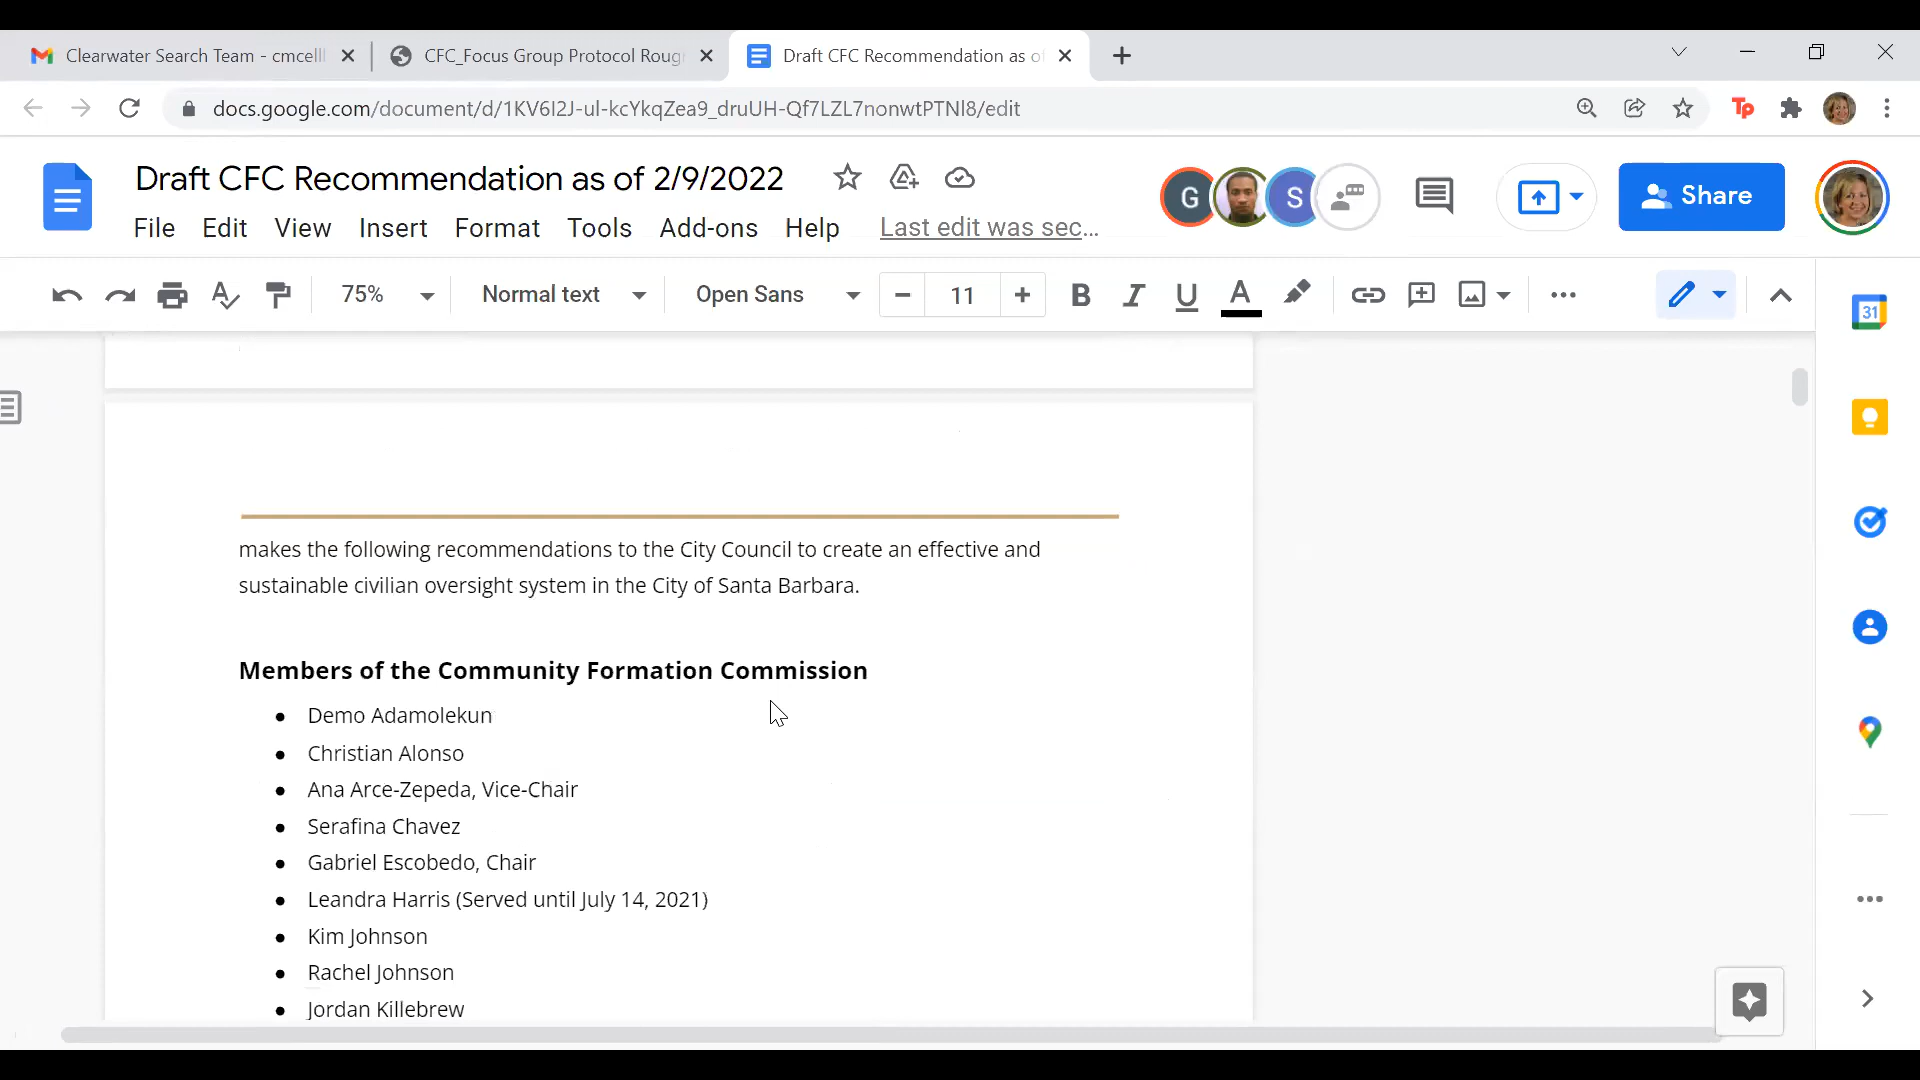 Clearwater Search Team - cmcelll
CFC_Focus Group Protocol Roug
Draft CFC Recommendation as of
docs.google.com/document/d/1KV6I2J-ul-kcYkqZea9_druUH-Qf7LZL7nonwtPTNl8/edit
Tp
Draft CFC Recommendation as of 2/9/2022
G
S
Share
File Edit View Insert Format Tools Add-ons Help Last edit was sec...
75% Normal text Open Sans 11 B I U A
31
makes the following recommendations to the City Council to create an effective and
sustainable civilian oversight system in the City of Santa Barbara.
Members of the Community Formation Commission
● Demo Adamolekun
● Christian Alonso
● Ana Arce-Zepeda, Vice-Chair
● Serafina Chavez
● Gabriel Escobedo, Chair
● Leandra Harris (Served until July 14, 2021)
● Kim Johnson
● Rachel Johnson
● Jordan Killebrew